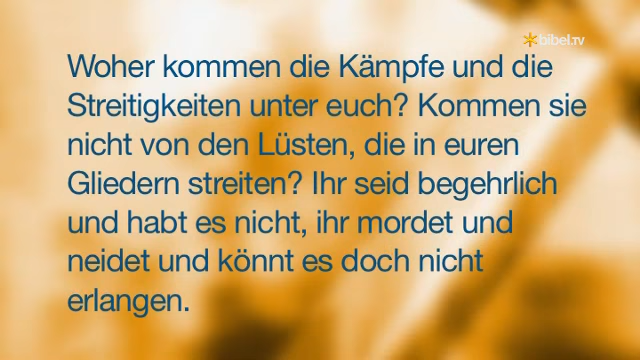 bibel.TV
Woher kommen die Kämpfe und die
Streitigkeiten unter euch? Kommen sie
nicht von den Lüsten, die in euren
Gliedern streiten? Ihr seid begehrlich
und habt es nicht, ihr mordet und
neidet und könnt es doch nicht
erlangen.